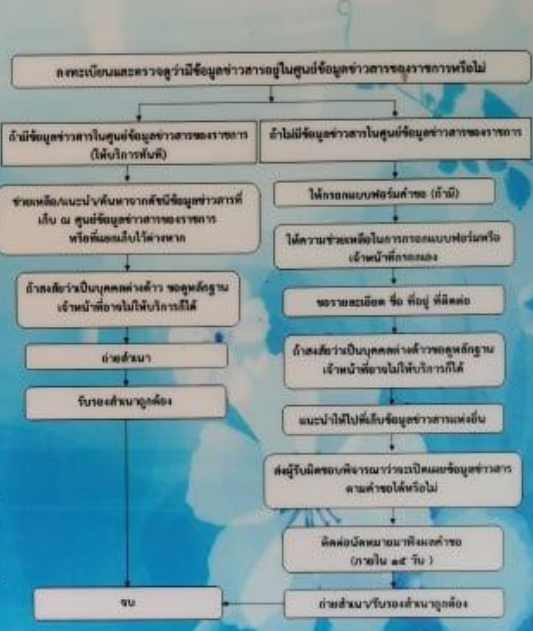 ลงทะเบียนและตรวจดูว่ามีข้อมูลข่าวสารอยู่ในศูนย์ข้อมูลข่าวสารของราชการหรือไม่
ถ้ามีข้อมูลข่าวสารในศูนย์ข้อมูลข่าวสารของราชการ
(ให้บริการทันที)
ช่วยเหลือ/แนะนำ/ค้นหาจากดัชนีข้อมูลข่าวสารที่
เก็บ ณ ศูนย์ข้อมูลข่าวสารของราชการ
หรือที่แยกเก็บไว้ต่างหาก
ถ้าสงสัยว่าเป็นบุคคลต่างด้าว ขอดูหลักฐาน
เจ้าหน้าที่อาจไม่ให้บริการก็ได้
ถ่ายสำเนา
รับรองสำเนาถูกต้อง
จบ
ถ้าไม่มีข้อมูลข่าวสารในศูนย์ข้อมูลข่าวสารของราชการ
ให้กรอกแบบฟอร์มคำขอ (ถ้ามี)
ให้ความช่วยเหลือในการกรอกแบบฟอร์มหรือ
เจ้าหน้าที่กรอกเอง
ขอรายละเอียด ชื่อ ที่อยู่ ที่ติดต่อ
ถ้าสงสัยว่าเป็นบุคคลต่างด้าวขอดูหลักฐาน
เจ้าหน้าที่อาจไม่ให้บริการก็ได้
แนะนำให้ไปที่เก็บข้อมูลข่าวสารแห่งอื่น
ส่งผู้รับผิดชอบพิจารณาว่าจะเปิดเผยข้อมูลข่าวสาร
ตามคำขอได้หรือไม่
ติดต่อนัดหมายมาฟังผลคำขอ
(ภายใน ๑๕ วัน )
ถ่ายสำเนา/รับรองสำเนาถูกต้อง